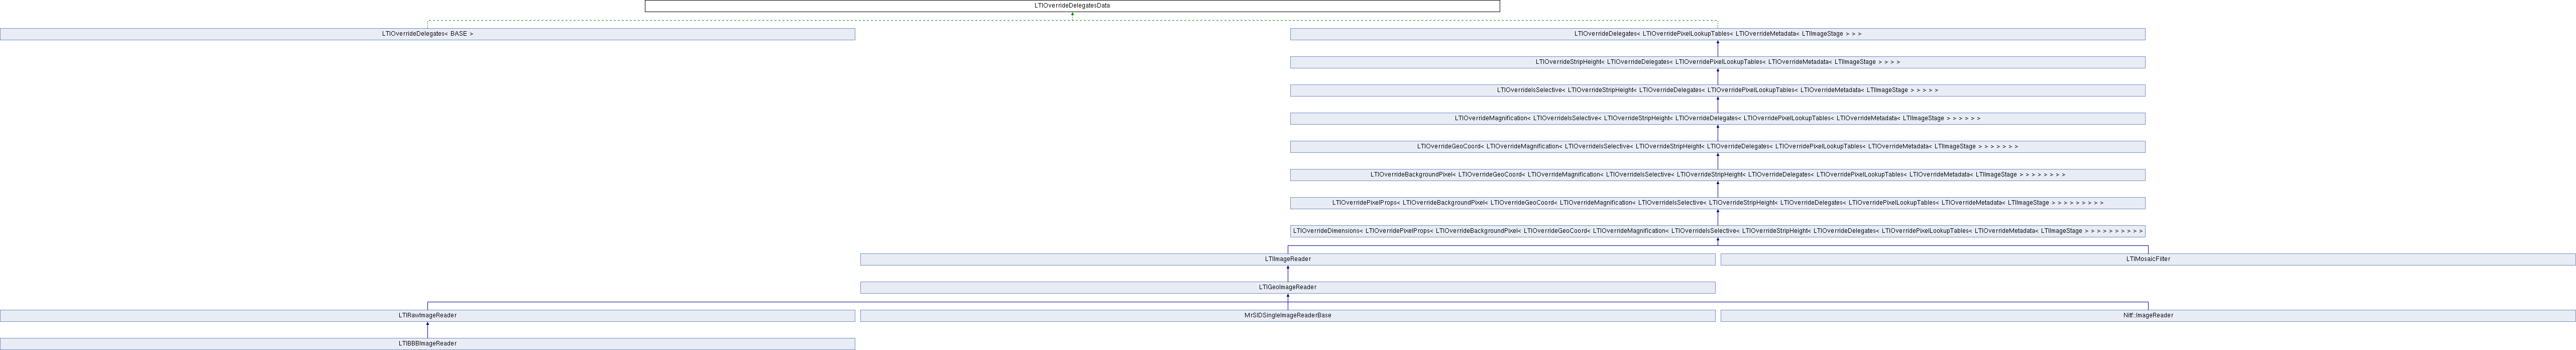 LTIOverrideDelegatesData
LTIOverrideDelegates< BASE >
LTIOverrideDelegates< LTIOverridePixelLookupTables< LTIOverrideMetadata< LTIImageStage > > >
LTIOverrideStripHeight< LTIOverrideDelegates< LTIOverridePixelLookupTables< LTIOverrideMetadata< LTIImageStage > > > >
LTIOverrideIsSelective< LTIOverrideStripHeight< LTIOverrideDelegates< LTIOverridePixelLookupTables< LTIOverrideMetadata< LTIImageStage > > > > >
LTIOverrideMagnification< LTIOverrideIsSelective< LTIOverrideStripHeight< LTIOverrideDelegates< LTIOverridePixelLookupTables< LTIOverrideMetadata< LTIImageStage > > > > > >
LTIOverrideGeoCoord< LTIOverrideMagnification< LTIOverrideIsSelective< LTIOverrideStripHeight< LTIOverrideDelegates< LTIOverridePixelLookupTables< LTIOverrideMetadata< LTIImageStage > > > > > > >
LTIOverrideBackgroundPixel< LTIOverrideGeoCoord< LTIOverrideMagnification< LTIOverrideIsSelective< LTIOverrideStripHeight< LTIOverrideDelegates< LTIOverridePixelLookupTables< LTIOverrideMetadata< LTIImageStage > > > > > > > >
LTIOverridePixelProps< LTIOverrideBackgroundPixel< LTIOverrideGeoCoord< LTIOverrideMagnification< LTIOverrideIsSelective< LTIOverrideStripHeight< LTIOverrideDelegates< LTIOverridePixelLookupTables< LTIOverrideMetadata< LTIImageStage > > > > > > > > >
LTIOverrideDimensions< LTIOverridePixelProps< LTIOverrideBackgroundPixel< LTIOverrideGeoCoord< LTIOverrideMagnification< LTIOverrideIsSelective< LTIOverrideStripHeight< LTIOverrideDelegates< LTIOverridePixelLookupTables< LTIOverrideMetadata< LTIImageStage > > > > > > > > > >
LTIImageReader
LTIMosaicFilter
LTIGeoImageReader
LTIRawImageReader
MrSIDSingleImageReaderBase
Nitf::ImageReader
LTIBBBImageReader